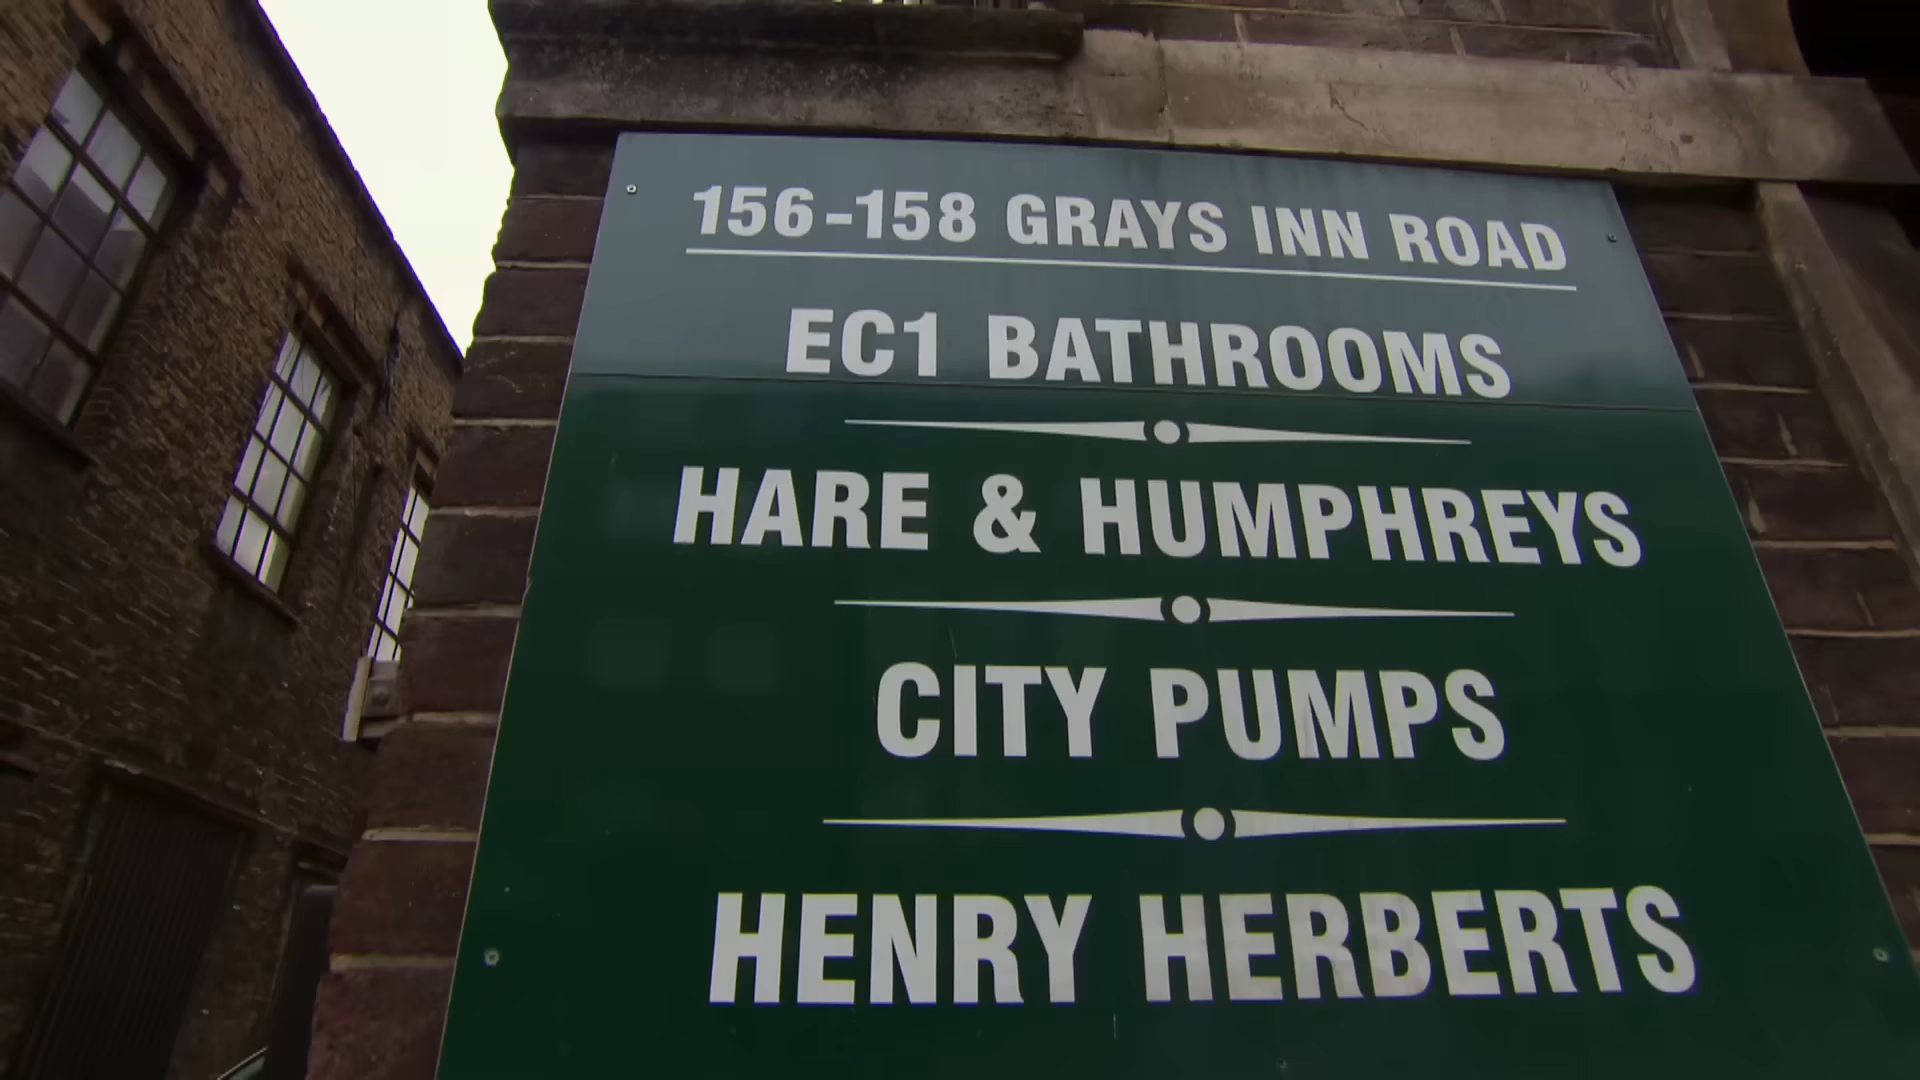 156-158 GRAYS INN ROAD
EC1 BATHROOMS
HARE & HUMPHREYS
CITY PUMPS
HENRY HERBERTS